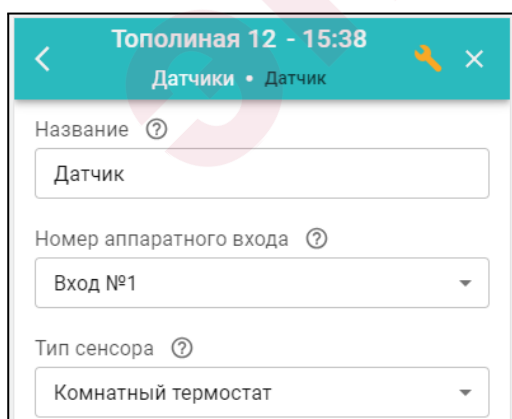 Тополиная 12 - 15:38
Датчики • Датчик
Название
Датчик
Номер аппаратного входа
Вход №1
Тип сенсора
Комнатный термостат